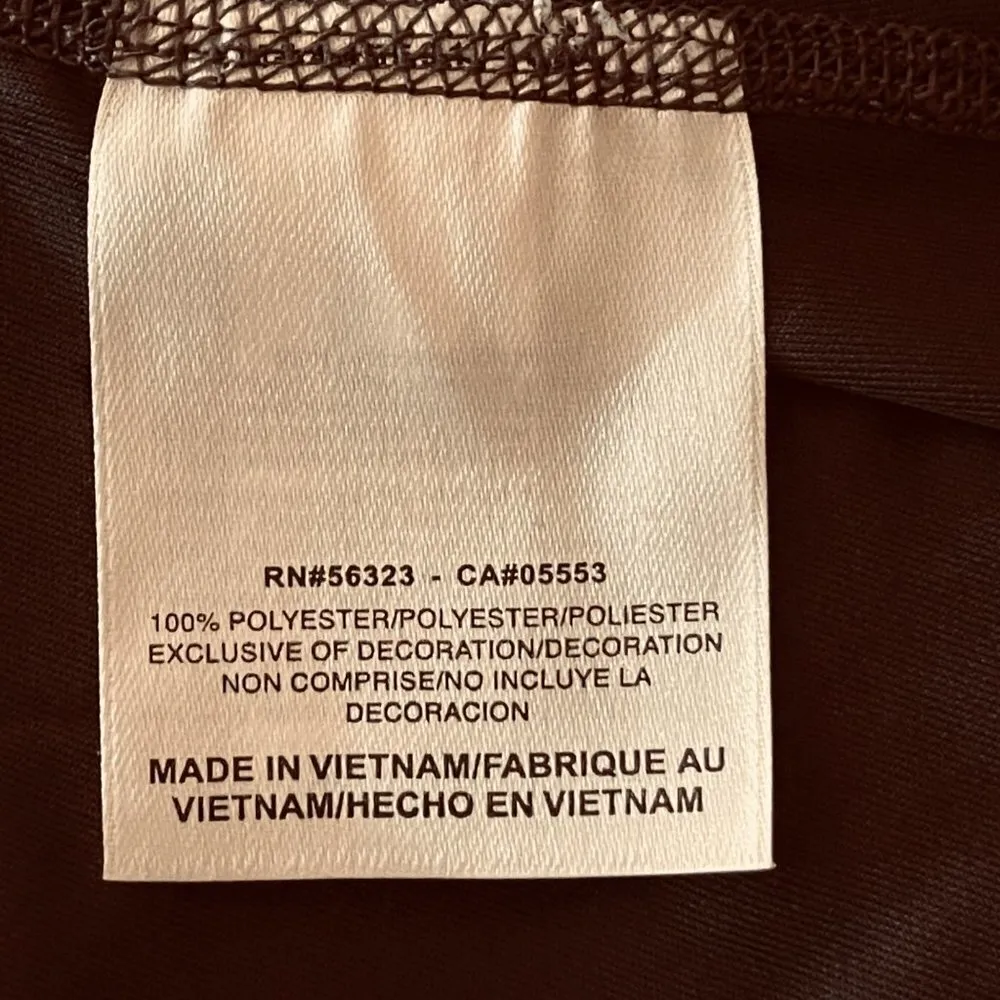 RN#56323 - CA#05553
100% POLYESTER/POLYESTER/POLIESTER
EXCLUSIVE OF DECORATION/DECORATION
NON COMPRISE/NO INCLUYE LA
DECORACION
MADE IN VIETNAM/FABRIQUE AU
VIETNAM/HECHO EN VIETNAM